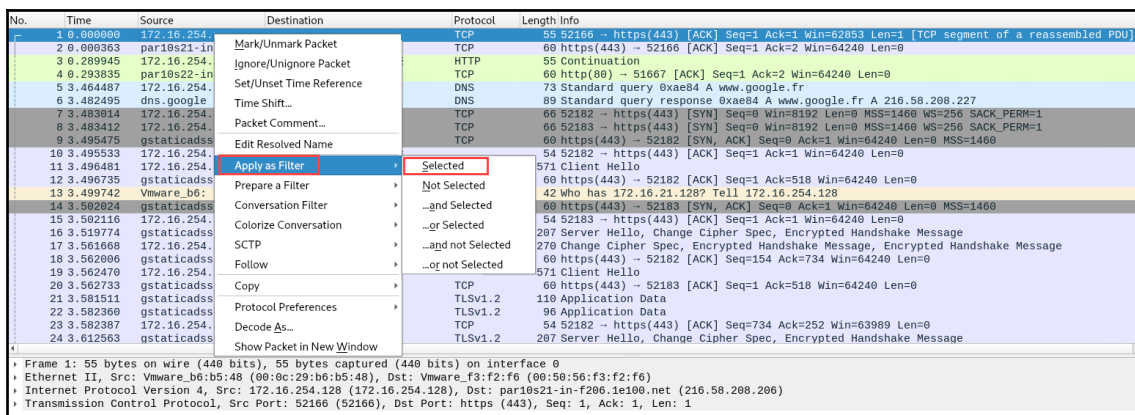 No. Time Source Destination Protocol Length Info
1 0.000000 172.16.254. TCP 55 52166 → https(443) [ACK] Seq=1 Ack=1 Win=62853 Len=1 [TCP segment of a reassembled PDU]
2 0.000363 par10s21-in TCP 60 https(443) → 52166 [ACK] Seq=1 Ack=2 Win=64240 Len=0
3 0.289945 172.16.254. HTTP 55 Continuation
4 0.293835 par10s22-in TCP 60 http(80) → 51667 [ACK] Seq=1 Ack=2 Win=64240 Len=0
5 3.464487 172.16.254. DNS 73 Standard query 0xae84 A www.google.fr
6 3.482495 dns.google DNS 89 Standard query response 0xae84 A www.google.fr A 216.58.208.227
7 3.483014 172.16.254. TCP 66 52182 → https(443) [SYN] Seq=0 Win=8192 Len=0 MSS=1460 WS=256 SACK_PERM=1
8 3.483412 172.16.254. TCP 66 52183 → https(443) [SYN] Seq=0 Win=8192 Len=0 MSS=1460 WS=256 SACK_PERM=1
9 3.495475 gstaticadss TCP 60 https(443) → 52182 [SYN, ACK] Seq=0 Ack=1 Win=64240 Len=0 MSS=1460
10 3.495533 172.16.254. 54 52182 → https(443) [ACK] Seq=1 Ack=1 Win=64240 Len=0
11 3.496481 172.16.254. 571 Client Hello
12 3.496735 gstaticadss 60 https(443) → 52182 [ACK] Seq=1 Ack=518 Win=64240 Len=0
13 3.499742 Vmware_b6: 42 Who has 172.16.21.128? Tell 172.16.254.128
14 3.502024 gstaticadss 60 https(443) → 52183 [SYN, ACK] Seq=0 Ack=1 Win=64240 Len=0 MSS=1460
15 3.502116 172.16.254. 54 52183 → https(443) [ACK] Seq=1 Ack=1 Win=64240 Len=0
16 3.519774 gstaticadss 207 Server Hello, Change Cipher Spec, Encrypted Handshake Message
17 3.561668 172.16.254. 270 Change Cipher Spec, Encrypted Handshake Message, Encrypted Handshake Message
18 3.562006 gstaticadss 60 https(443) → 52182 [ACK] Seq=154 Ack=734 Win=64240 Len=0
19 3.562470 172.16.254. 571 Client Hello
20 3.562733 gstaticadss TCP 60 https(443) → 52183 [ACK] Seq=1 Ack=518 Win=64240 Len=0
21 3.581511 gstaticadss TLSv1.2 110 Application Data
22 3.582360 gstaticadss TLSv1.2 96 Application Data
23 3.582387 172.16.254. TCP 54 52182 → https(443) [ACK] Seq=734 Ack=252 Win=63989 Len=0
24 3.612563 gstaticadss TLSv1.2 207 Server Hello, Change Cipher Spec, Encrypted Handshake Message
Mark/Unmark Packet
Ignore/Unignore Packet
Set/Unset Time Reference
Time Shift...
Packet Comment...
Edit Resolved Name
Apply as Filter
Prepare a Filter
Conversation Filter
Colorize Conversation
SCTP
Follow
Copy
Protocol Preferences
Decode As...
Show Packet in New Window
Selected
Not Selected
...and Selected
...or Selected
...and not Selected
...or not Selected
Frame 1: 55 bytes on wire (440 bits), 55 bytes captured (440 bits) on interface 0
Ethernet II, Src: Vmware_b6:b5:48 (00:0c:29:b6:b5:48), Dst: Vmware_f3:f2:f6 (00:50:56:f3:f2:f6)
Internet Protocol Version 4, Src: 172.16.254.128 (172.16.254.128), Dst: par10s21-in-f206.1e100.net (216.58.208.206)
Transmission Control Protocol, Src Port: 52166 (52166), Dst Port: https (443), Seq: 1, Ack: 1, Len: 1